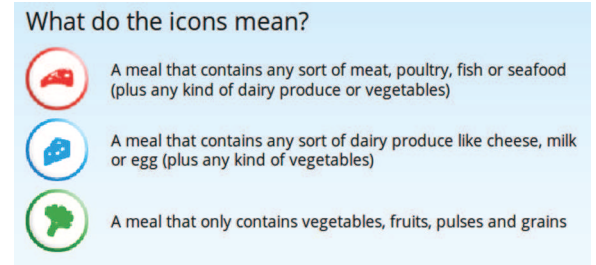 What do the icons mean?
A meal that contains any sort of meat, poultry, fish or seafood
(plus any kind of dairy produce or vegetables)
A meal that contains any sort of dairy produce like cheese, milk
or egg (plus any kind of vegetables)
A meal that only contains vegetables, fruits, pulses and grains